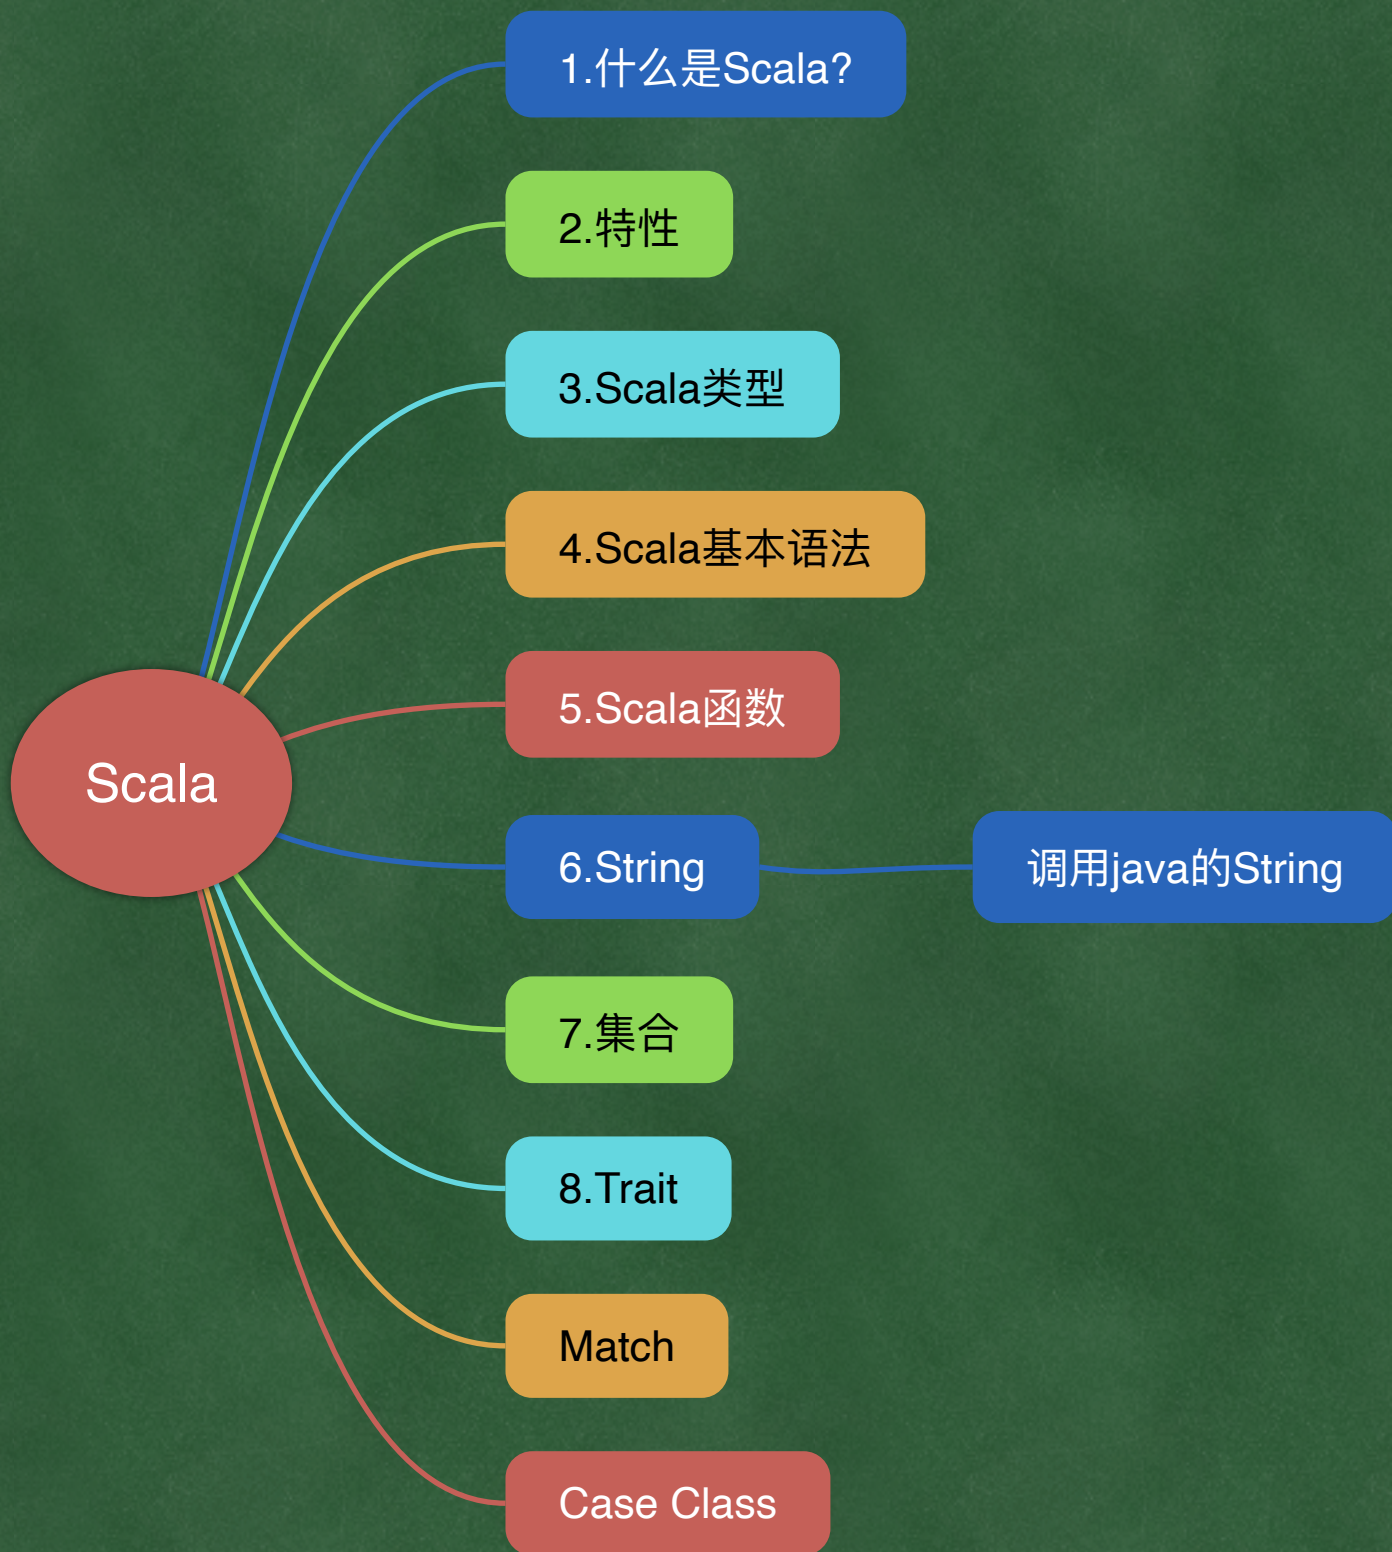 1.什么是Scala?
2.特性
3.Scala类型
4.Scala基本语法
5.Scala函数
Scala
6.String
调用java的String
7.集合
8.Trait
Match
Case Class